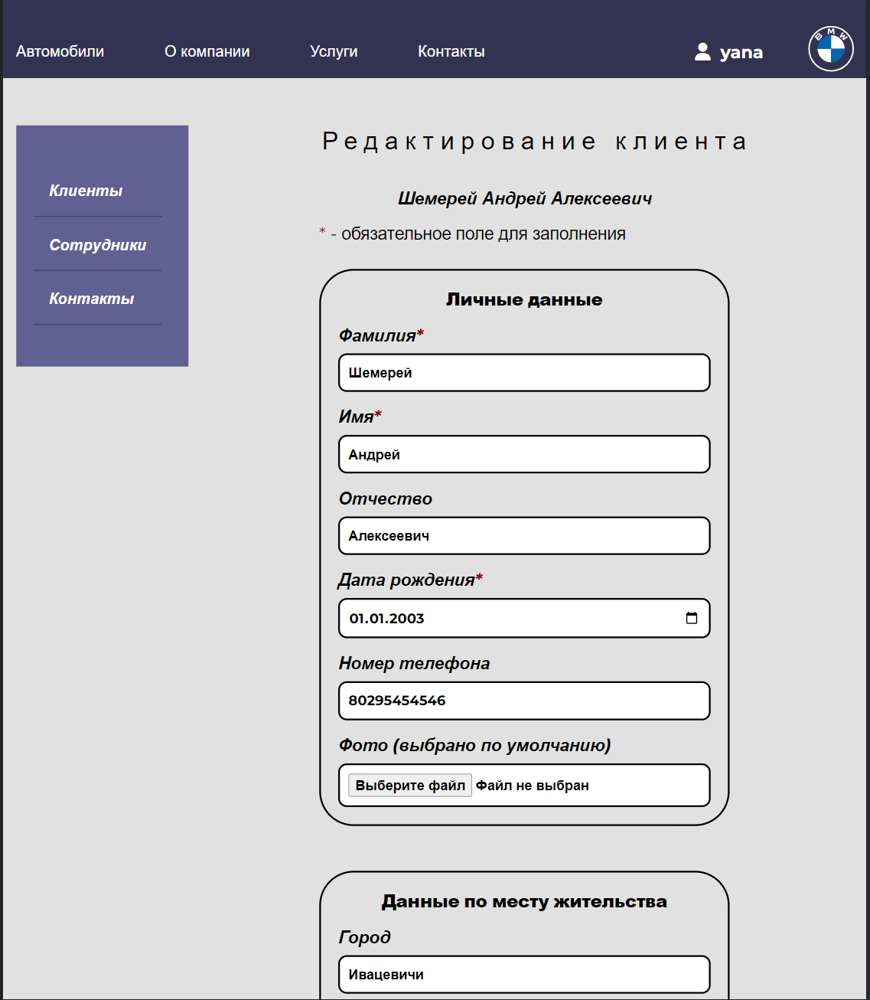 Автомобили О компании Услуги Контакты yana BMW
Клиенты
Сотрудники
Контакты
Редактирование клиента
Шемерей Андрей Алексеевич
* - обязательное поле для заполнения
Личные данные
Фамилия*
Шемерей
Имя*
Андрей
Отчество
Алексеевич
Дата рождения*
01.01.2003
Номер телефона
80295454546
Фото (выбрано по умолчанию)
Выберите файл Файл не выбран
Данные по месту жительства
Город
Ивацевичи